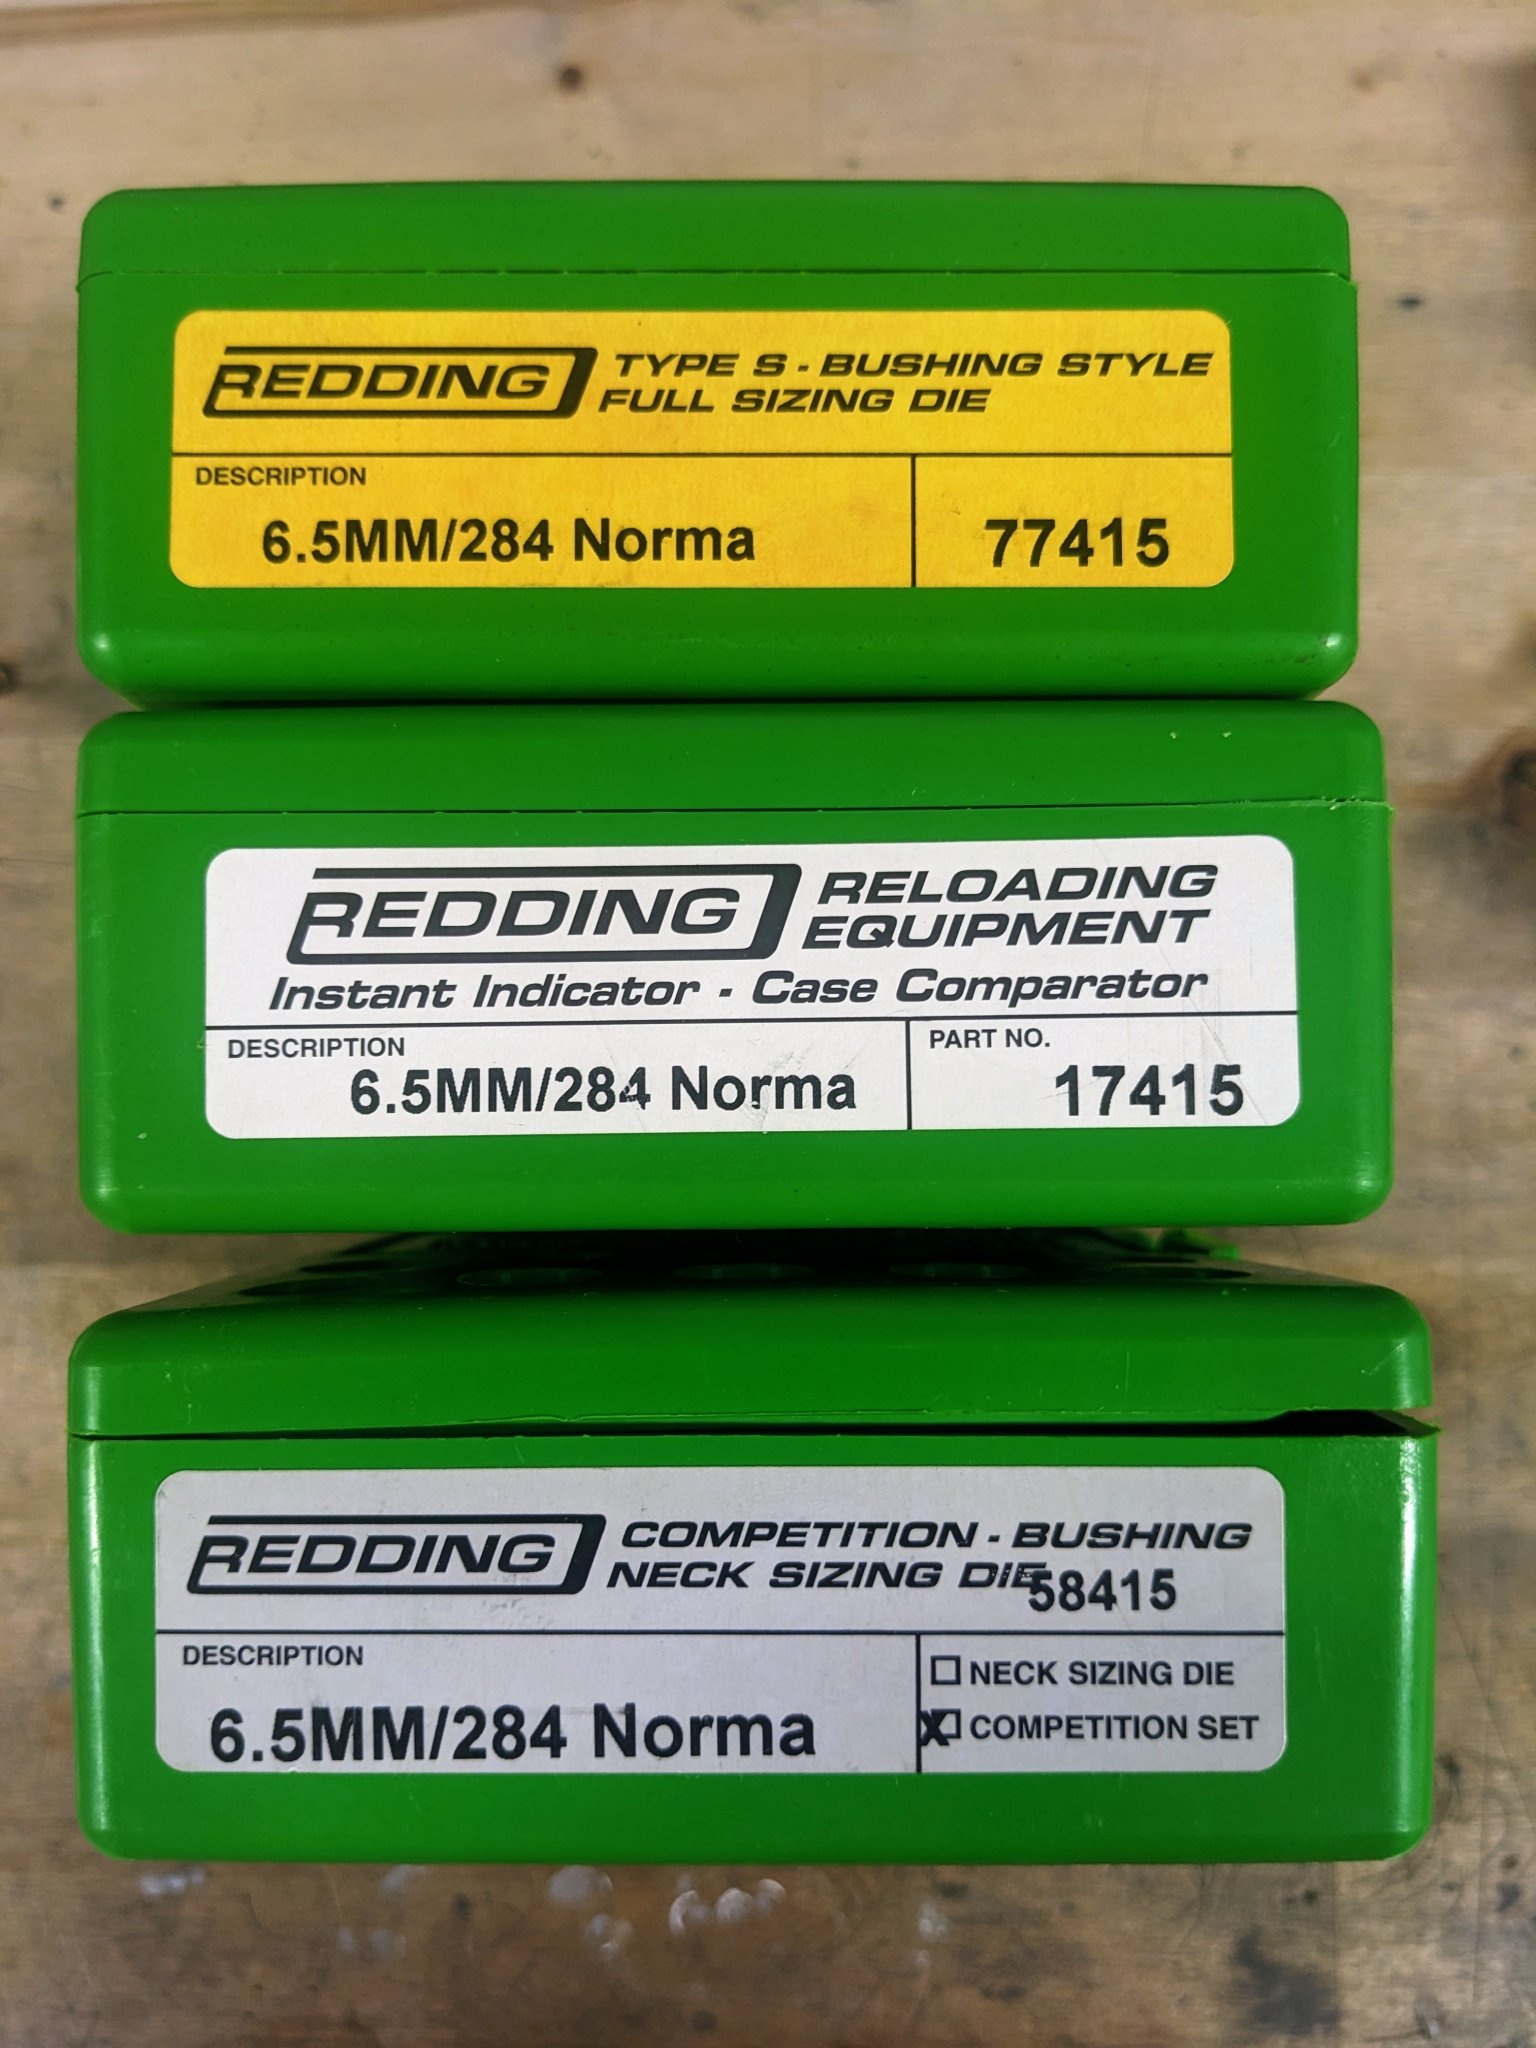 REDDING TYPE S - BUSHING STYLE
FULL SIZING DIE
DESCRIPTION
6.5MM/284 Norma 77415
REDDING RELOADING
EQUIPMENT
Instant Indicator - Case Comparator
DESCRIPTION PART NO.
6.5MM/284 Norma 17415
REDDING COMPETITION - BUSHING
NECK SIZING DIE 58415
DESCRIPTION
☐ NECK SIZING DIE
6.5MM/284 Norma X☐ COMPETITION SET